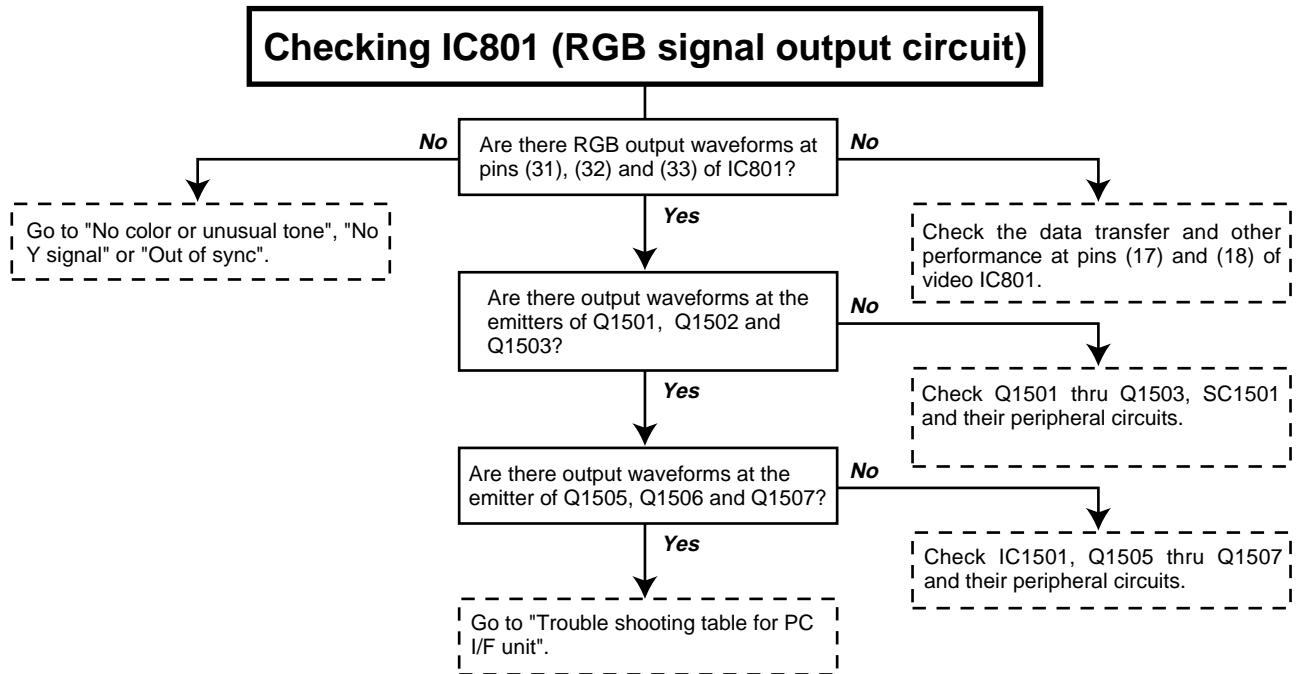 Checking IC801 (RGB signal output circuit)
No
Are there RGB output waveforms at
pins (31), (32) and (33) of IC801?
No
Go to "No color or unusual tone", "No
Y signal" or "Out of sync".
Yes
Check the data transfer and other
performance at pins (17) and (18) of
video IC801.
Are there output waveforms at the
emitters of Q1501, Q1502 and
Q1503?
No
Yes
Check Q1501 thru Q1503, SC1501
and their peripheral circuits.
Are there output waveforms at the
emitter of Q1505, Q1506 and Q1507?
No
Yes
Check IC1501, Q1505 thru Q1507
and their peripheral circuits.
Go to "Trouble shooting table for PC
I/F unit".